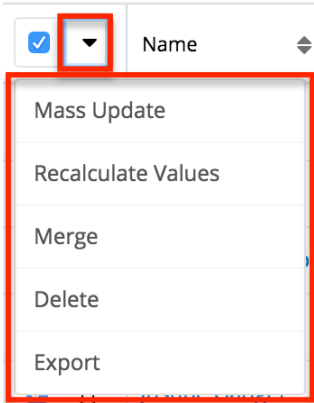 Name
Mass Update
Recalculate Values
Merge
Delete
Export